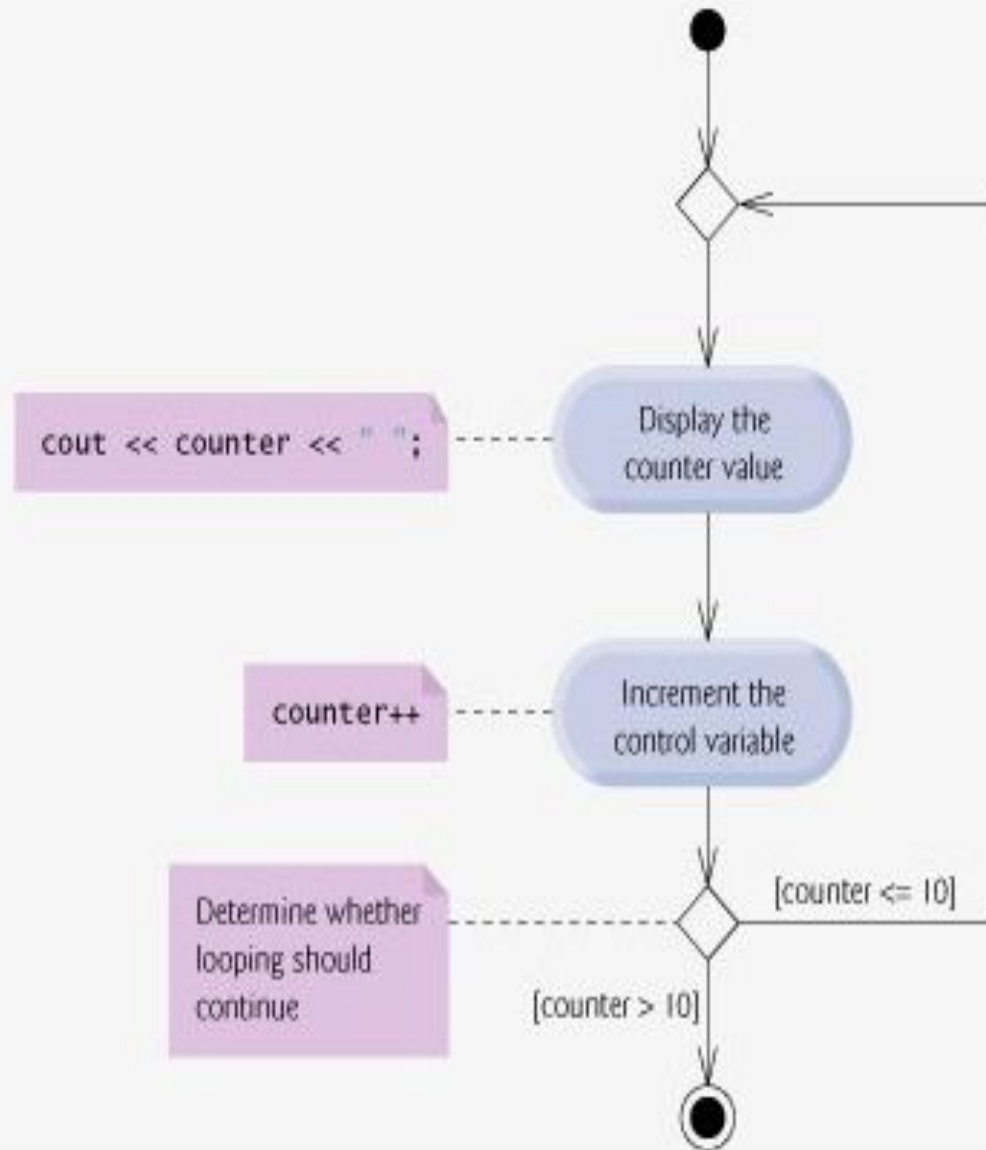 cout << counter << " ";
Display the
counter value
counter++
Increment the
control variable
Determine whether
looping should
continue
[counter <= 10]
[counter > 10]